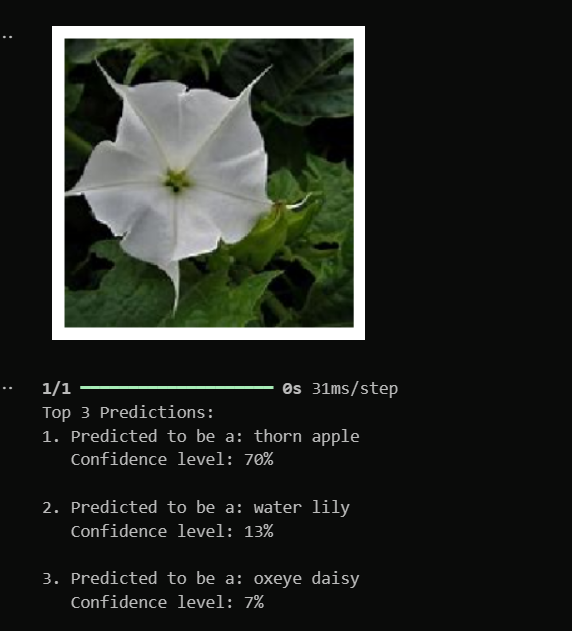 1/1 ━━━━━━━━━━━━━━━━━━━━ 0s 31ms/step
Top 3 Predictions:
1. Predicted to be a: thorn apple
   Confidence level: 70%
2. Predicted to be a: water lily
   Confidence level: 13%
3. Predicted to be a: oxeye daisy
   Confidence level: 7%